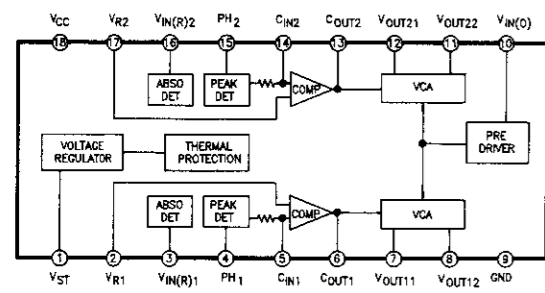 VCC VR2 VIN(R)2 PH2 CIN2 COUT2 VOUT21 VOUT22 VIN(O)
18 17 16 15 14 13 12 11 10
ABSO DET
PEAK DET
COMP
VCA
VOLTAGE REGULATOR
THERMAL PROTECTION
PRE DRIVER
ABSO DET
PEAK DET
COMP
VCA
1 2 3 4 5 6 7 8 9
VST VR1 VIN(R)1 PH1 CIN1 COUT1 VOUT11 VOUT12 GND